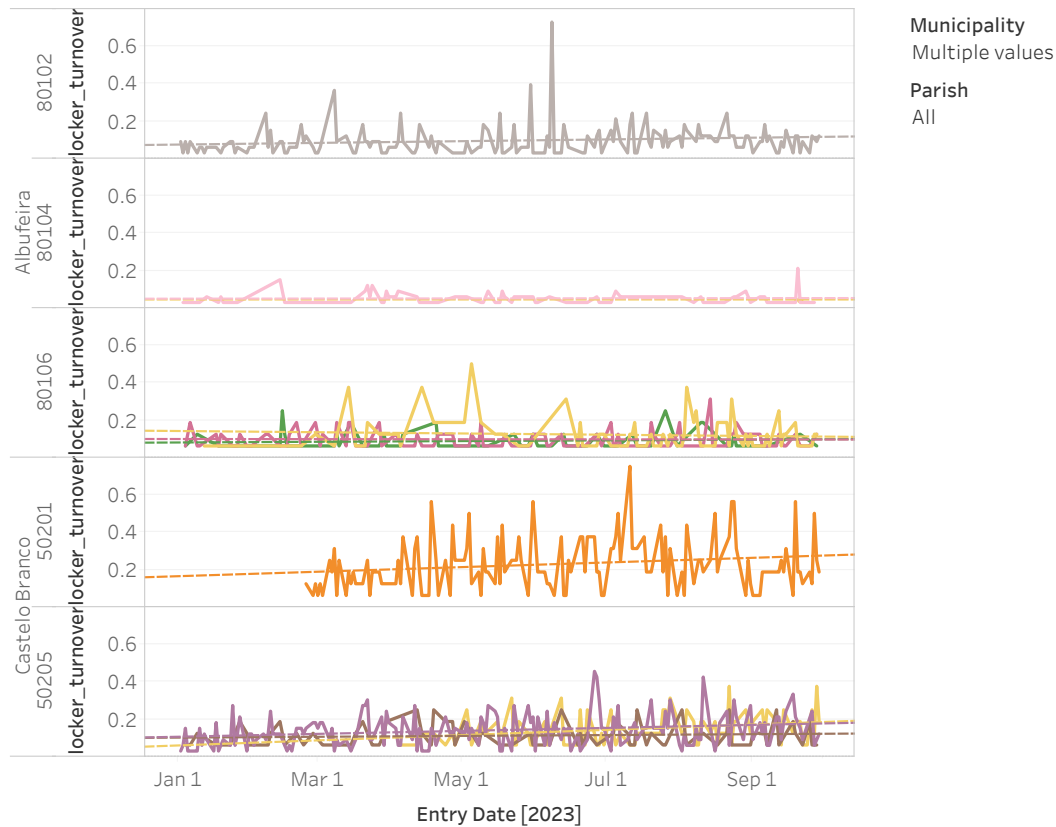 Municipality
Multiple values
Parish
All
80102
locker_turnover
0.6
0.4
0.2
Albufeira
80104
locker_turnover
0.6
0.4
0.2
80106
locker_turnover
0.6
0.4
0.2
Castelo Branco
50201
locker_turnover
0.6
0.4
0.2
50205
locker_turnover
0.6
0.4
0.2
Jan 1
Mar 1
May 1
Jul 1
Sep 1
Entry Date [2023]